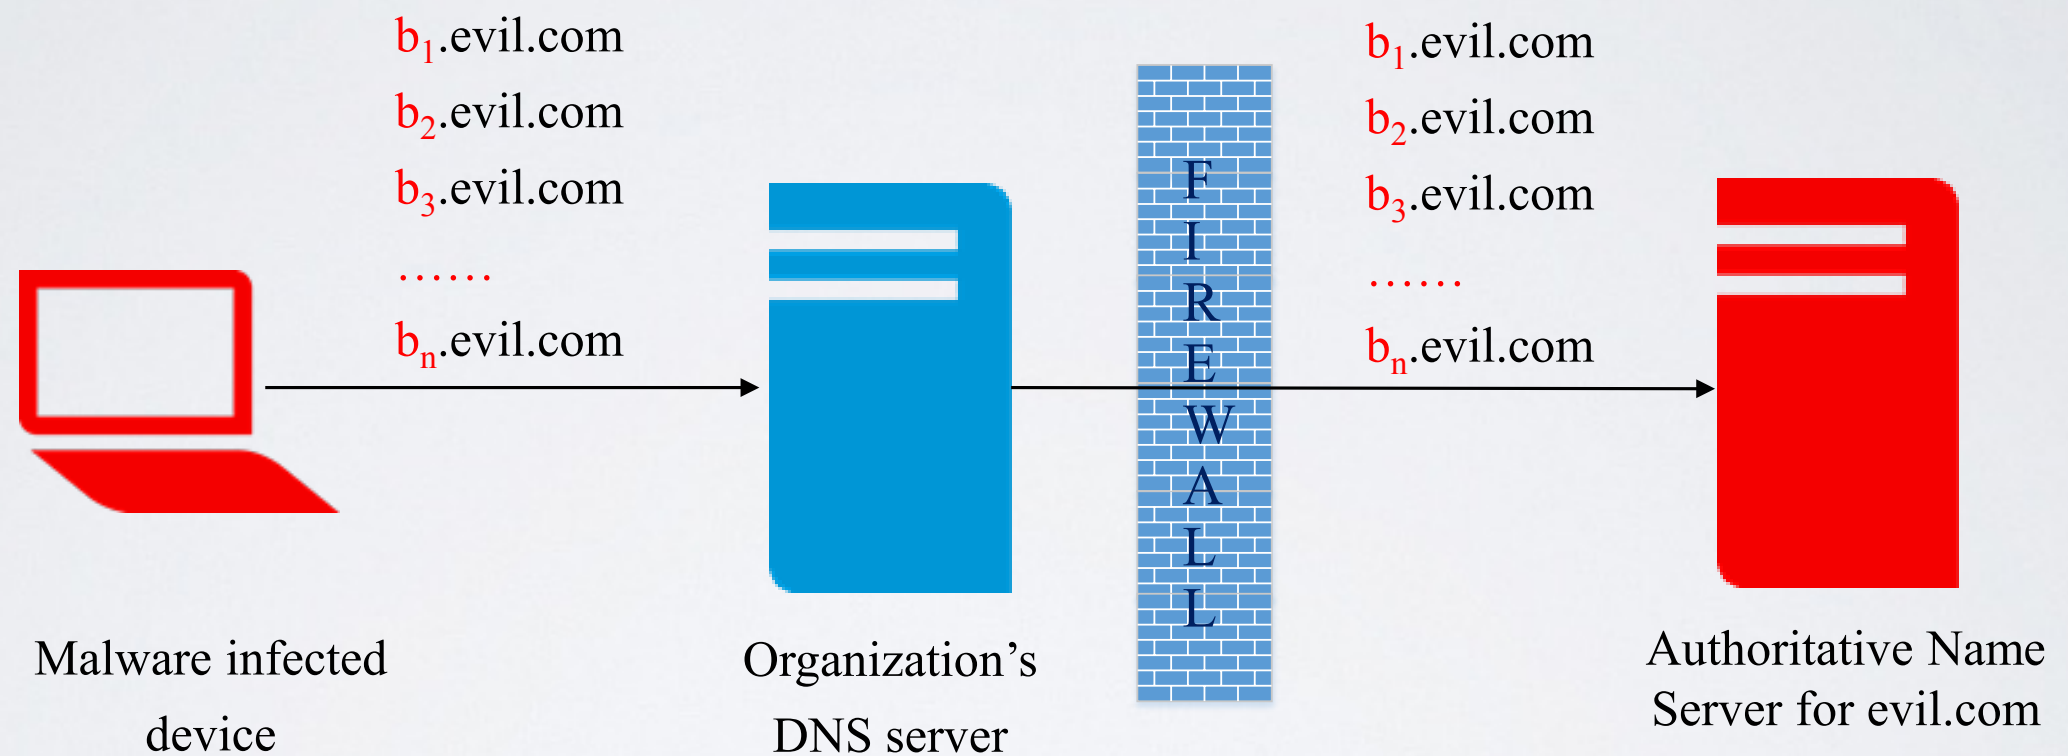 b₁.evil.com
b₂.evil.com
b₃.evil.com
......
bₙ.evil.com
b₁.evil.com
b₂.evil.com
b₃.evil.com
......
bₙ.evil.com
F
I
R
E
W
A
L
L
Malware infected
device
Organization’s
DNS server
Authoritative Name
Server for evil.com